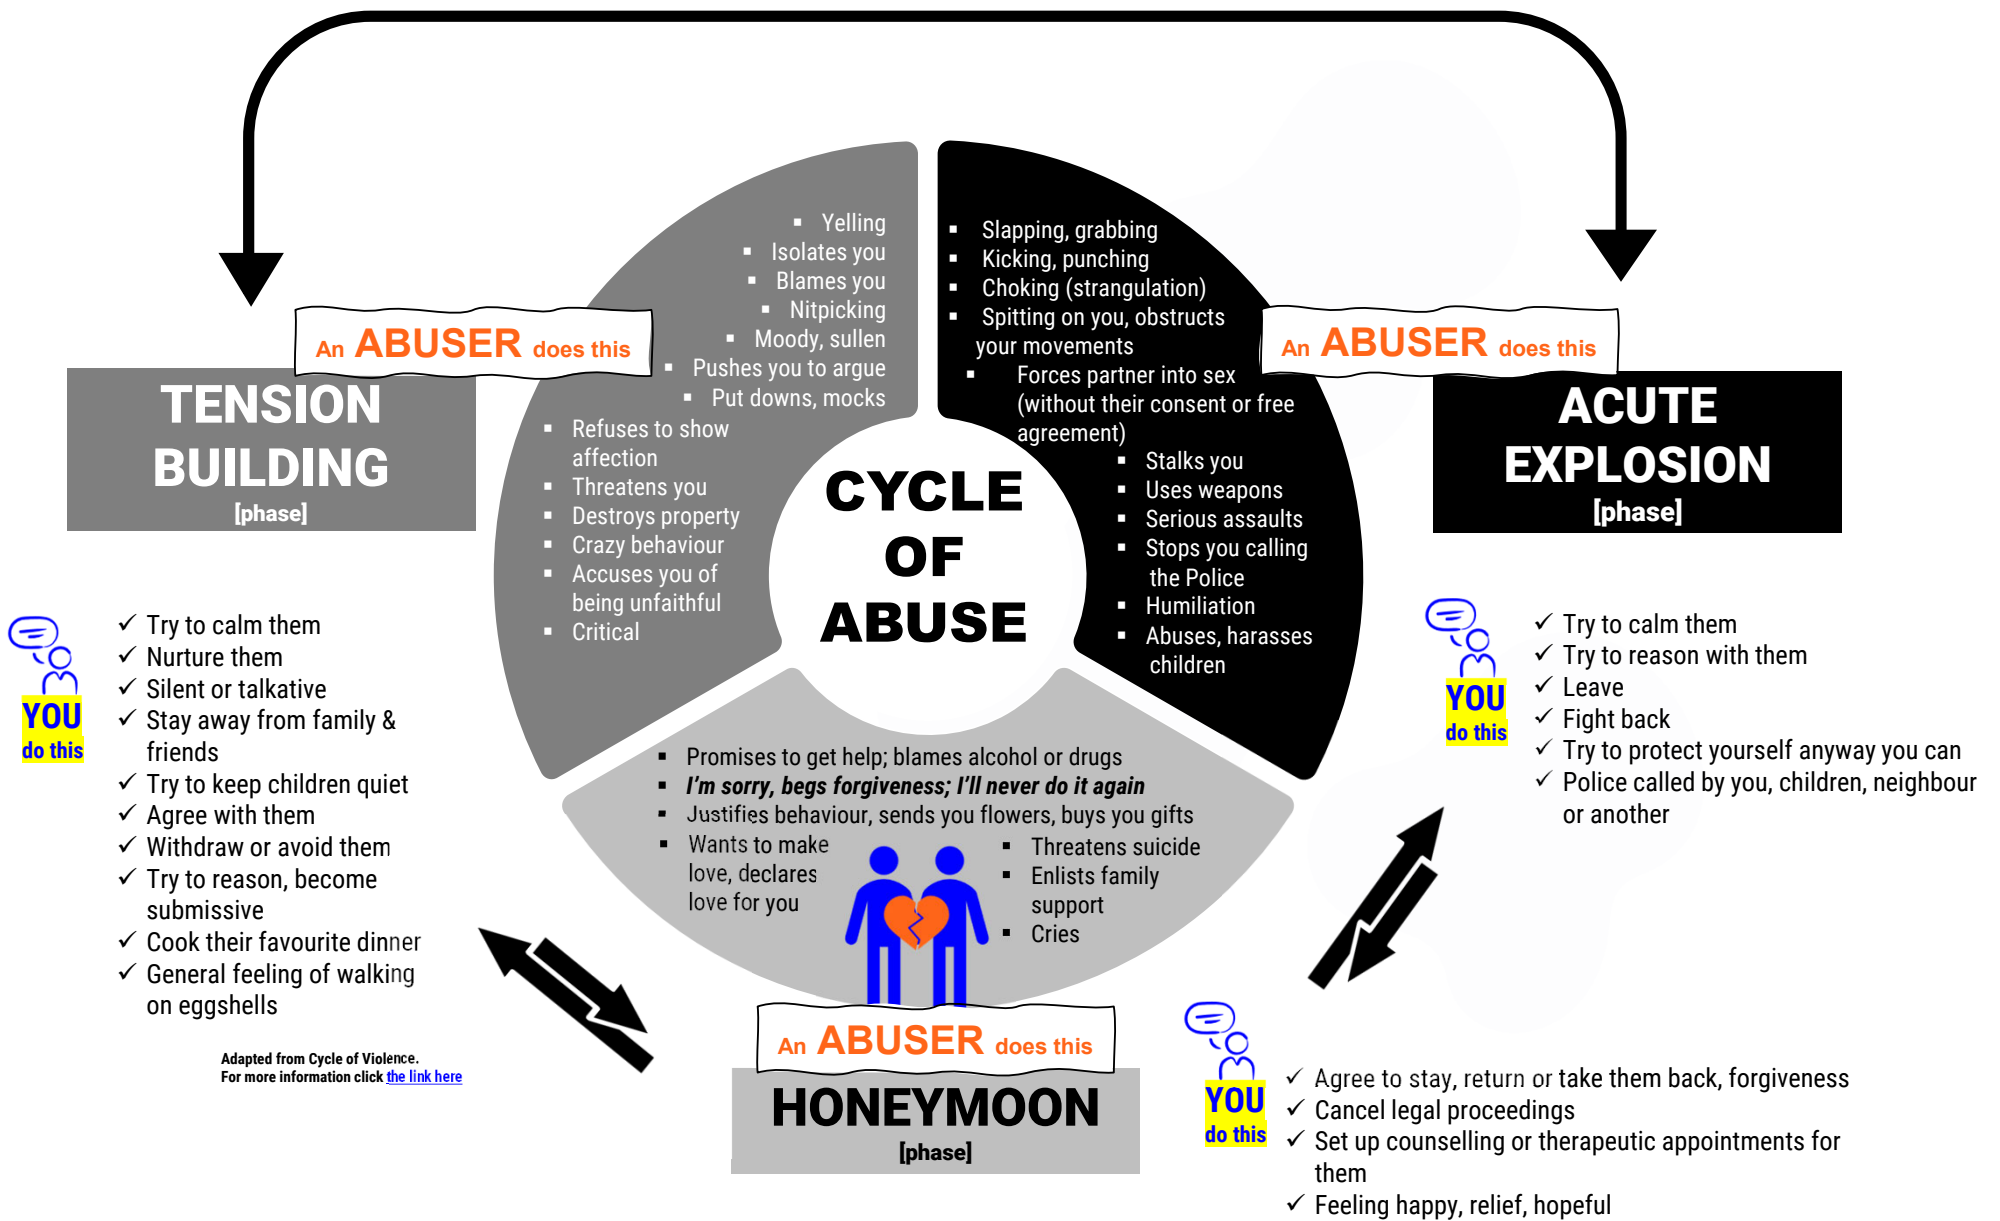 An ABUSER does this
TENSION
BUILDING
[phase]
Yelling
Isolates you
Blames you
Nitpicking
Moody, sullen
Pushes you to argue
Put downs, mocks
Refuses to show
affection
Threatens you
Destroys property
Crazy behaviour
Accuses you of
being unfaithful
Critical
CYCLE
OF
ABUSE
Slapping, grabbing
Kicking, punching
Choking (strangulation)
Spitting on you, obstructs
your movements
Forces partner into sex
(without their consent or free
agreement)
Stalks you
Uses weapons
Serious assaults
Stops you calling
the Police
Humiliation
Abuses, harasses
children
An ABUSER does this
ACUTE
EXPLOSION
[phase]
YOU
do this
✓ Try to calm them
✓ Nurture them
✓ Silent or talkative
✓ Stay away from family &
friends
✓ Try to keep children quiet
✓ Agree with them
✓ Withdraw or avoid them
✓ Try to reason, become
submissive
✓ Cook their favourite dinner
✓ General feeling of walking
on eggshells
YOU
do this
✓ Try to calm them
✓ Try to reason with them
✓ Leave
✓ Fight back
✓ Try to protect yourself anyway you can
✓ Police called by you, children, neighbour
or another
Promises to get help; blames alcohol or drugs
I'm sorry, begs forgiveness; I'll never do it again
Justifies behaviour, sends you flowers, buys you gifts
Wants to make
love, declares
love for you
Threatens suicide
Enlists family
support
Cries
An ABUSER does this
HONEYMOON
[phase]
YOU
do this
✓ Agree to stay, return or take them back, forgiveness
✓ Cancel legal proceedings
✓ Set up counselling or therapeutic appointments for
them
✓ Feeling happy, relief, hopeful
Adapted from Cycle of Violence.
For more information click the link here